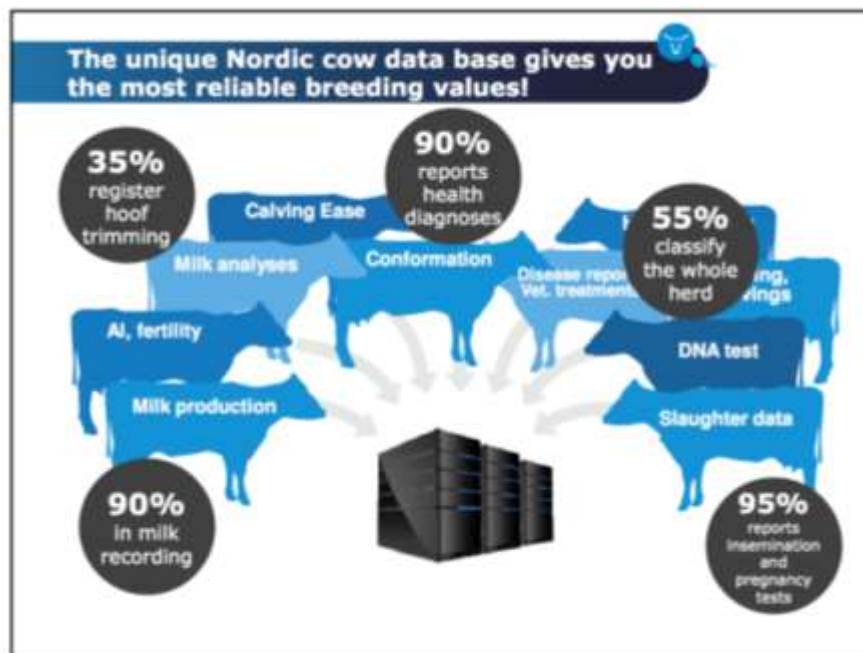 The unique Nordic cow data base gives you
the most reliable breeding values!
35%
register
hoof
trimming
90%
reports
health
diagnoses
55%
classify
the whole
herd
Calving Ease
Milk analyses
Conformation
Vet. treatments
AI, fertility
DNA test
Milk production
Slaughter data
90%
in milk
recording
95%
reports
insemination
and
pregnancy
tests